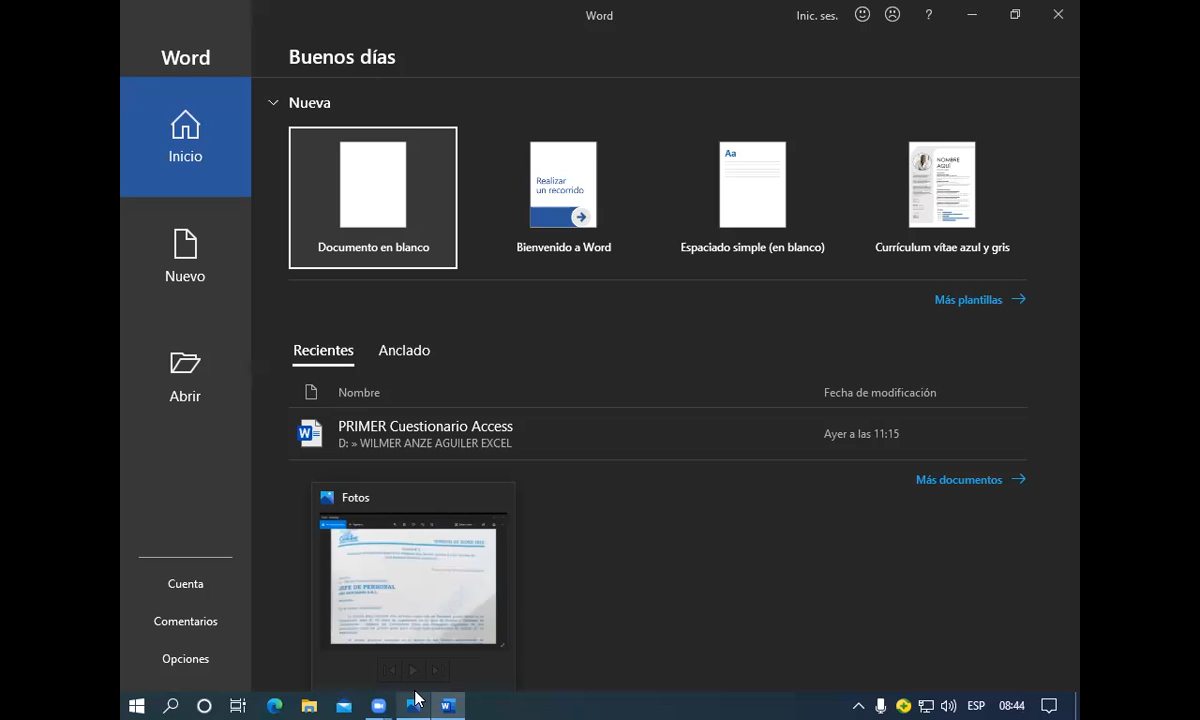 Word
Inic. ses.
?
Word
Buenos días
Inicio
Nuevo
Abrir
Cuenta
Comentarios
Opciones
Nueva
Documento en blanco
Realizar
un recorrido
Bienvenido a Word
Aa
Espaciado simple (en blanco)
NOMBRE
AQUÍ
Currículum vítae azul y gris
Más plantillas
Recientes
Anclado
Nombre
Fecha de modificación
W
PRIMER Cuestionario Access
D: » WILMER ANZE AGUILER EXCEL
Ayer a las 11:15
Más documentos
Fotos
JEFE DE PERSONAL
ESP
08:44